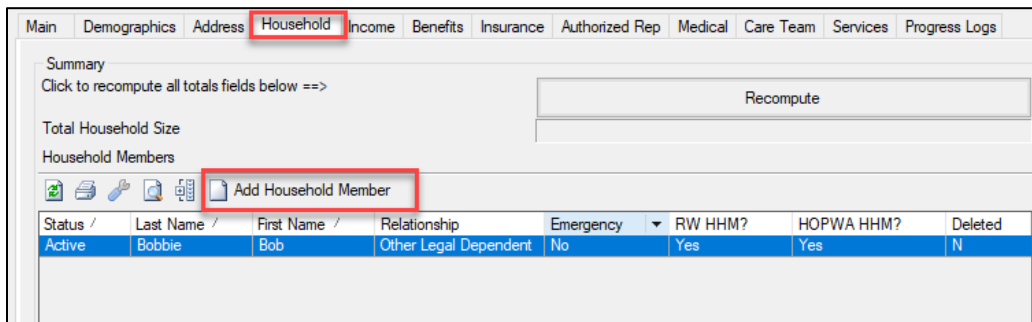 Main Demographics Address Household Income Benefits Insurance Authorized Rep Medical Care Team Services Progress Logs
Summary
Click to recompute all totals fields below ==>
Recompute
Total Household Size
Household Members
Add Household Member
Status / Last Name / First Name / Relationship Emergency RW HHM? HOPWA HHM? Deleted
Active Bobbie Bob Other Legal Dependent No Yes Yes N